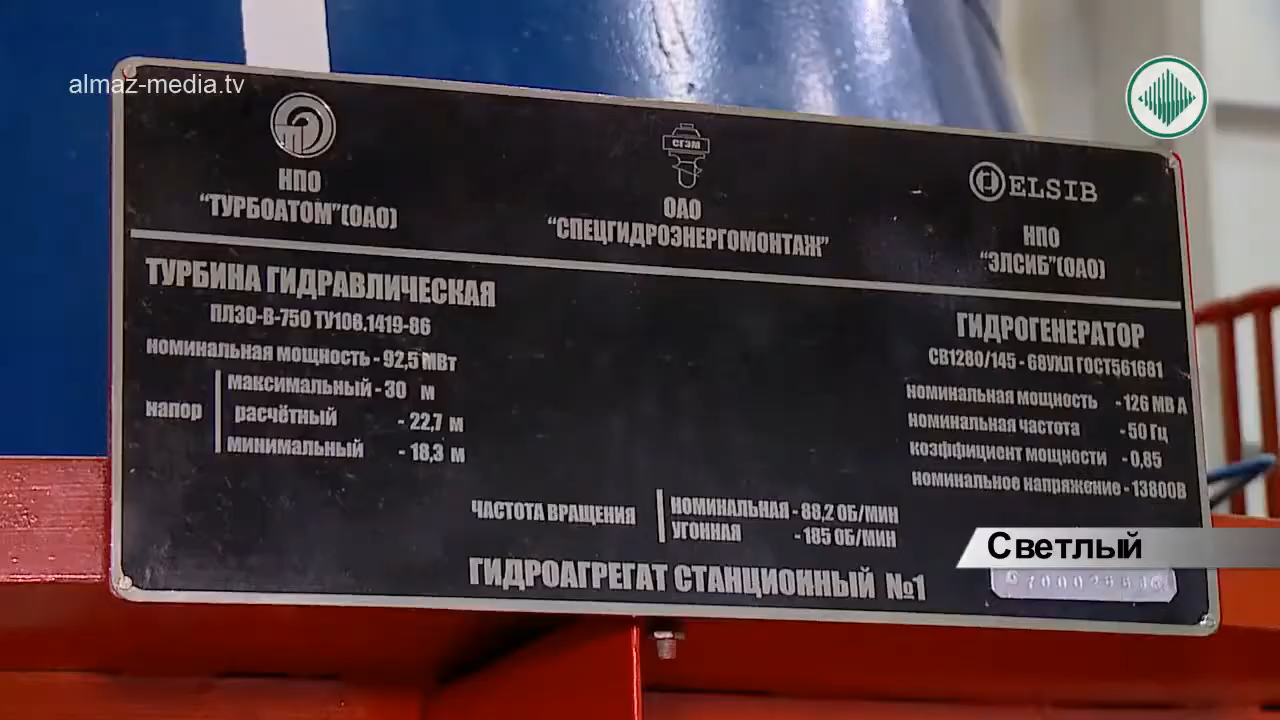 almaz-media.tv
НПО
“ТУРБОАТОМ”(ОАО)
СГЭМ
ОАО
“СПЕЦГИДРОЭНЕРГОМОНТАЖ”
ELSIB
НПО
“ЭЛСИБ”(ОАО)
ТУРБИНА ГИДРАВЛИЧЕСКАЯ
ПЛ30-В-750 ТУ108.1419-86
номинальная мощность - 92,5 МВт
напор
максимальный - 30 м
расчётный - 22,7 м
минимальный - 18,3 м
ГИДРОГЕНЕРАТОР
СВ1280/145 - 68УХЛ ГОСТ561681
номинальная мощность - 126 МВ А
номинальная частота - 50 Гц
коэффициент мощности - 0,85
номинальное напряжение - 13800В
ЧАСТОТА ВРАЩЕНИЯ
НОМИНАЛЬНАЯ - 88,2 ОБ/МИН
УГОННАЯ - 185 ОБ/МИН
ГИДРОАГРЕГАТ СТАНЦИОННЫЙ №1
Светлый